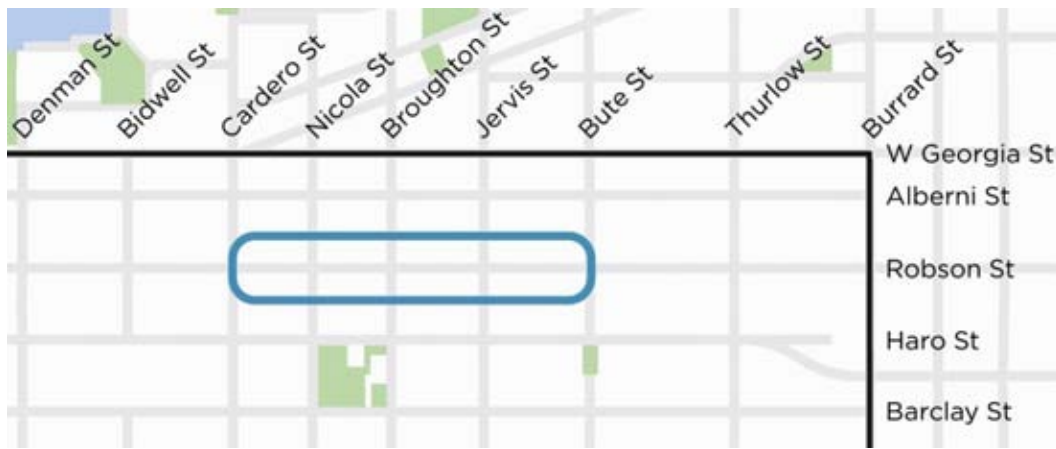 Denman St
Bidwell St
Cardero St
Nicola St
Broughton St
Jervis St
Bute St
Thurlow St
Burrard St
W Georgia St
Alberni St
Robson St
Haro St
Barclay St